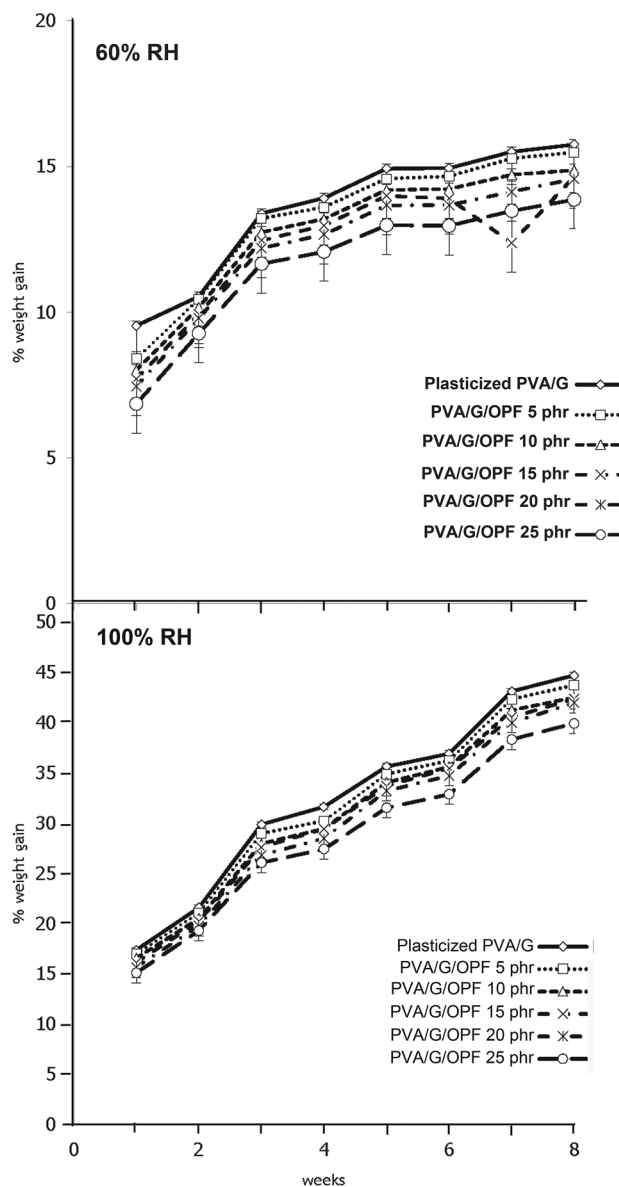 20
60% RH
15
% weight gain
10
Plasticized PVA/G
PVA/G/OPF 5 phr
PVA/G/OPF 10 phr
5
PVA/G/OPF 15 phr
PVA/G/OPF 20 phr
PVA/G/OPF 25 phr
0
50
100% RH
45
40
35
30
% weight gain
25
20
Plasticized PVA/G
PVA/G/OPF 5 phr
15
PVA/G/OPF 10 phr
PVA/G/OPF 15 phr
10
PVA/G/OPF 20 phr
PVA/G/OPF 25 phr
5
0
0 2 4 6 8
weeks